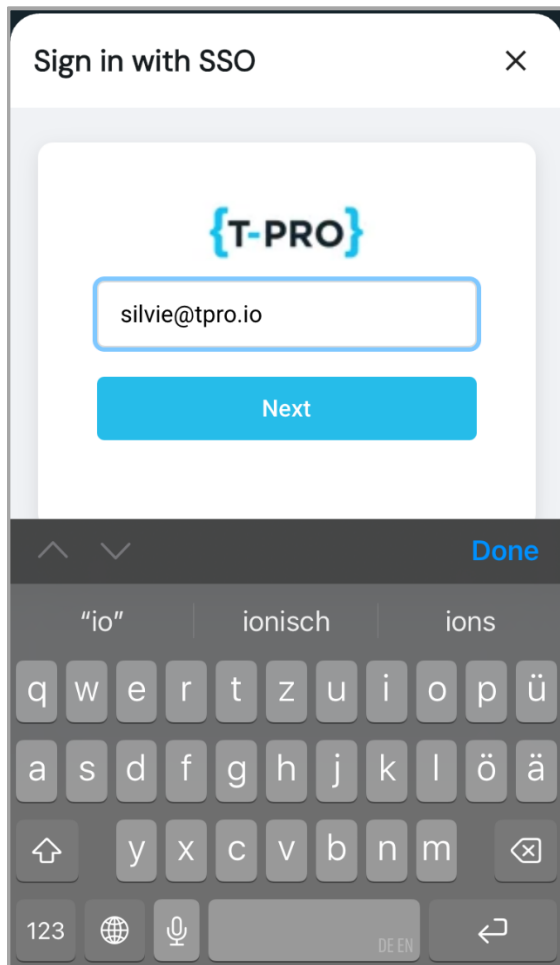 Sign in with SSO
{T-PRO}
silvie@tpro.io
Next
Done
“io” ionisch ions
q w e r t z u i o p ü
a s d f g h j k l ö ä
y x c v b n m
123 DE EN